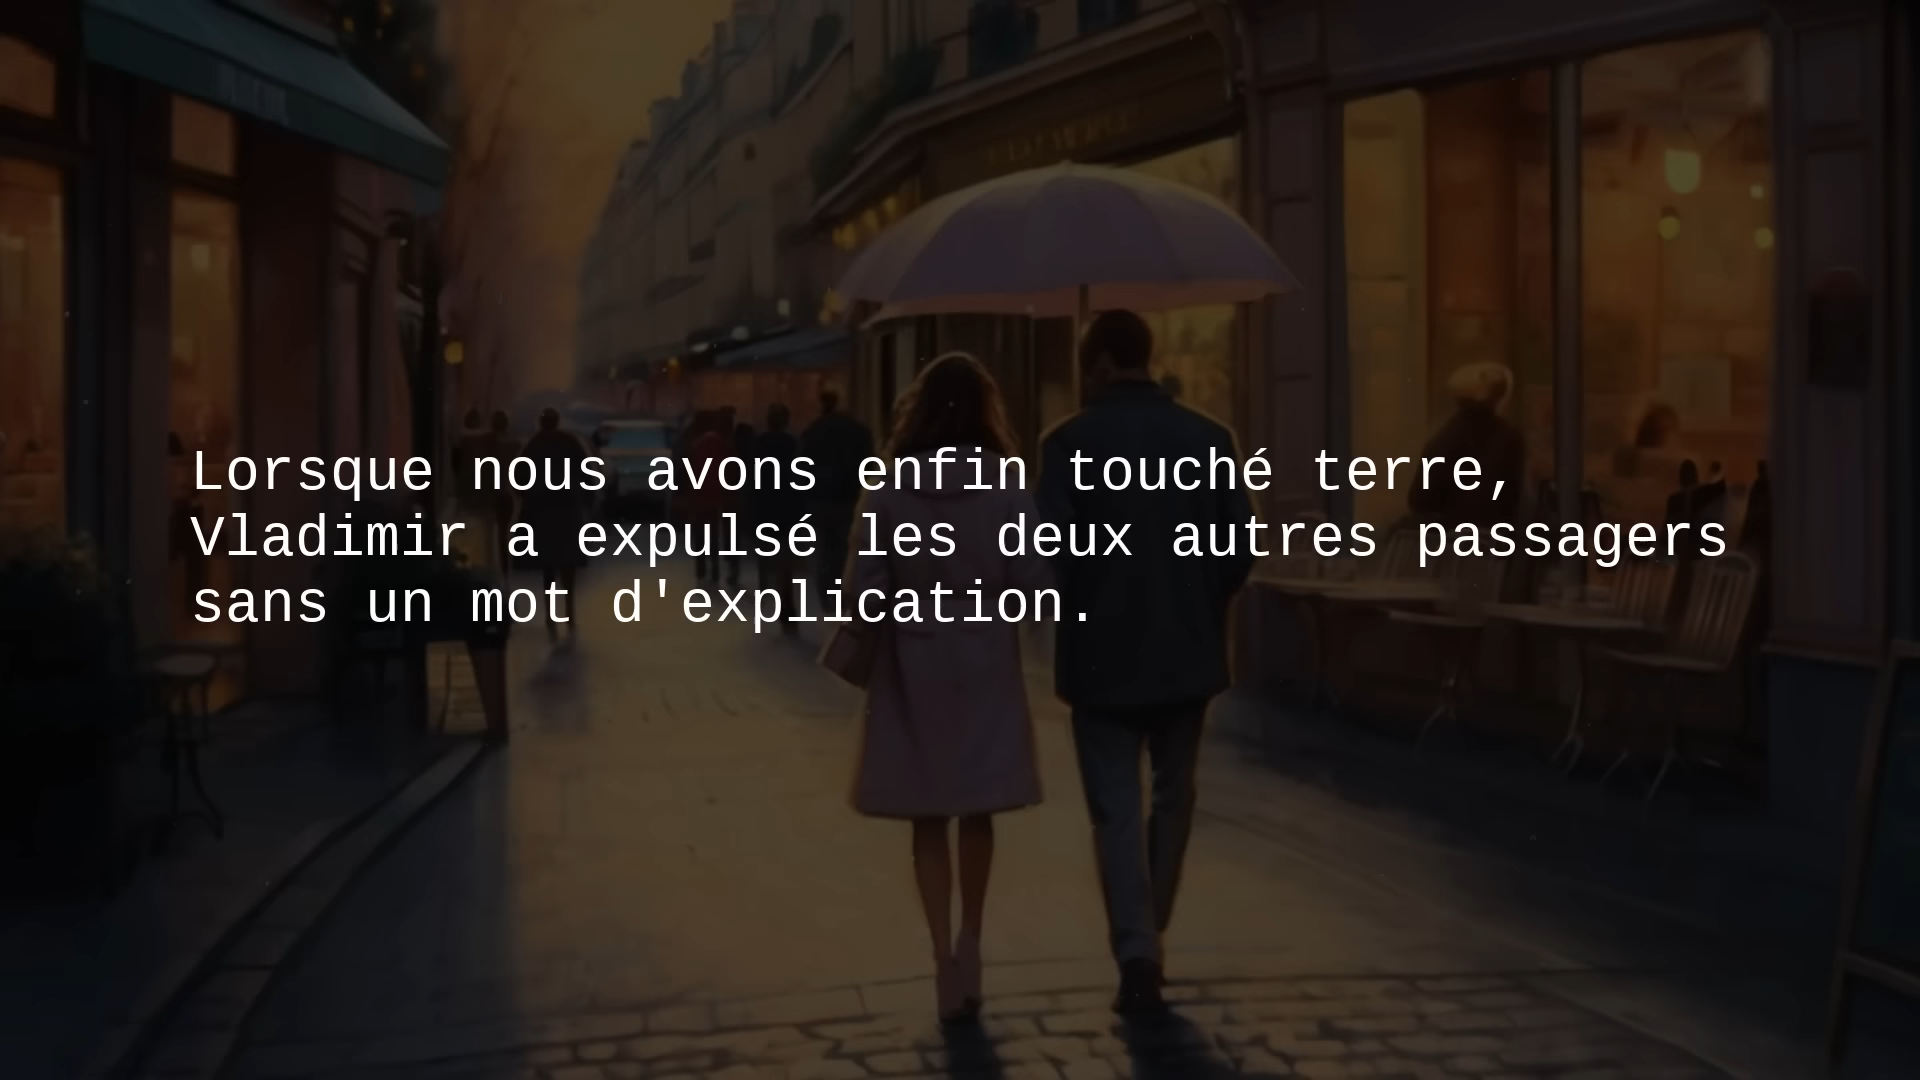 Lorsque nous avons enfin touché terre,
Vladimir a expulsé les deux autres passagers
sans un mot d'explication.